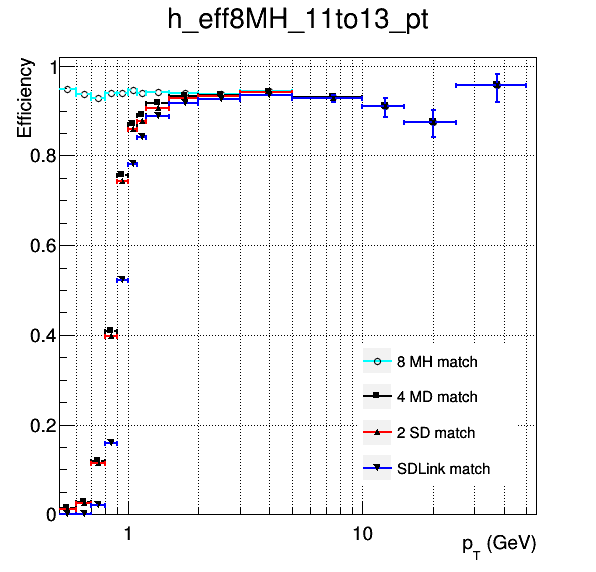 h_eff8MH_11to13_pt
Efficiency
1
0.8
0.6
0.4
0.2
0
8 MH match
4 MD match
2 SD match
SDLink match
1
10
p_T (GeV)